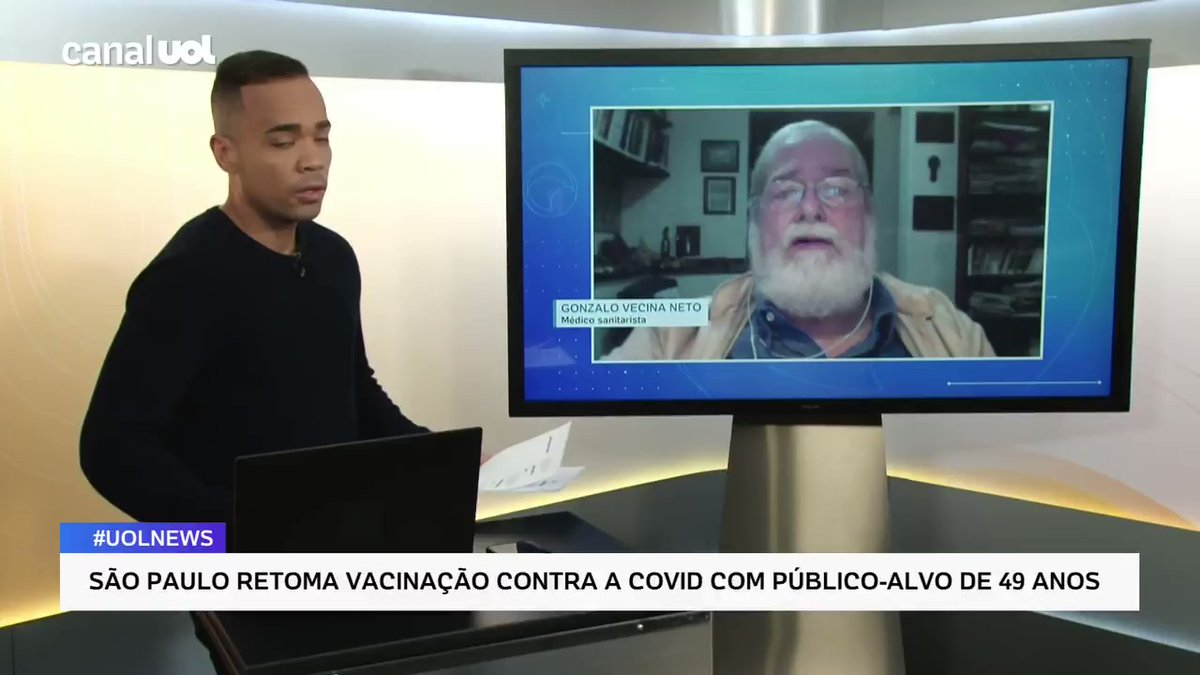 canal UOL
GONZALO VECINA NETO
Médico sanitarista
#UOLNEWS
SÃO PAULO RETOMA VACINAÇÃO CONTRA A COVID COM PÚBLICO-ALVO DE 49 ANOS